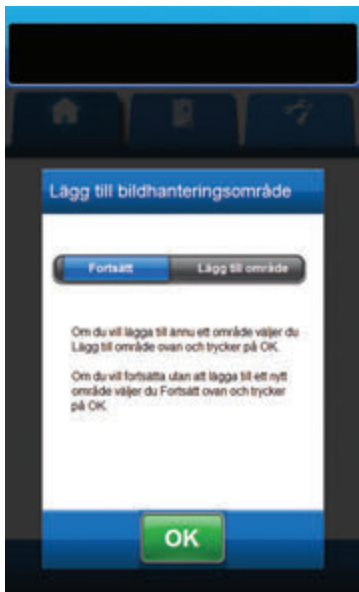 Lägg till bildhanteringsområde
Fortsätt Lägg till område
Om du vill lägga till ännu ett område väljer du
Lägg till område ovan och trycker på OK.
Om du vill fortsätta utan att lägga till ett nytt
område väljer du Fortsätt ovan och trycker
på OK.
OK